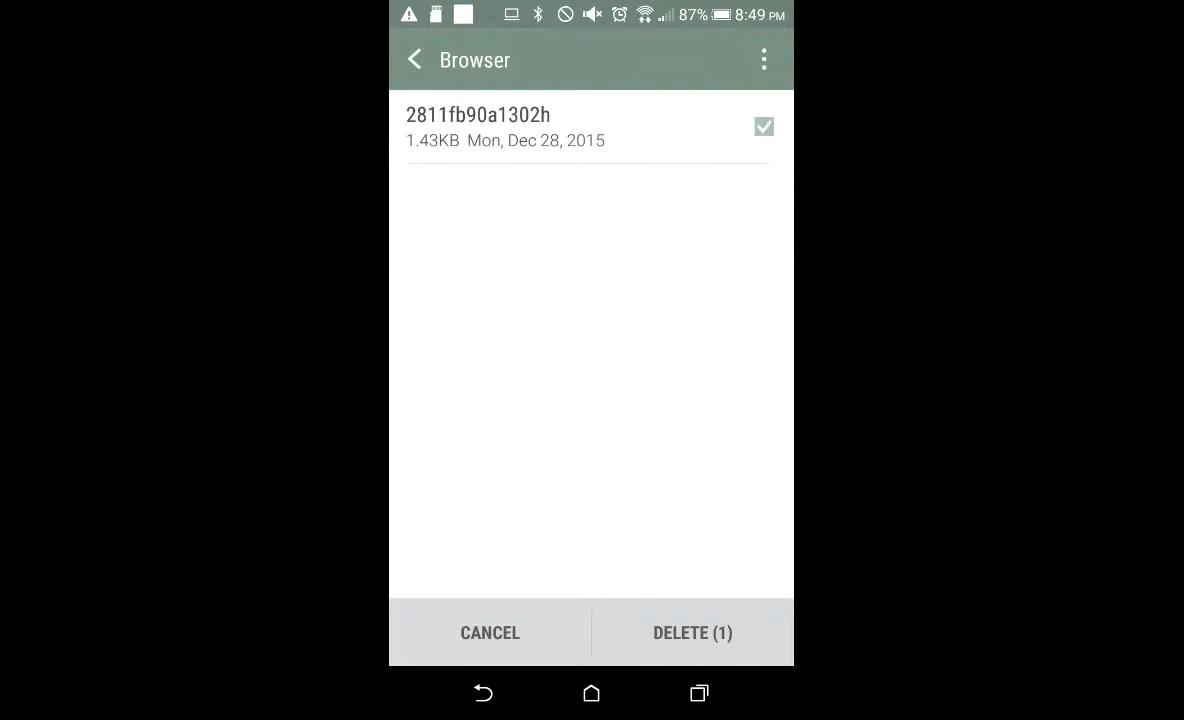 87% 8:49 PM
Browser
2811fb90a1302h
1.43KB Mon, Dec 28, 2015
CANCEL DELETE (1)